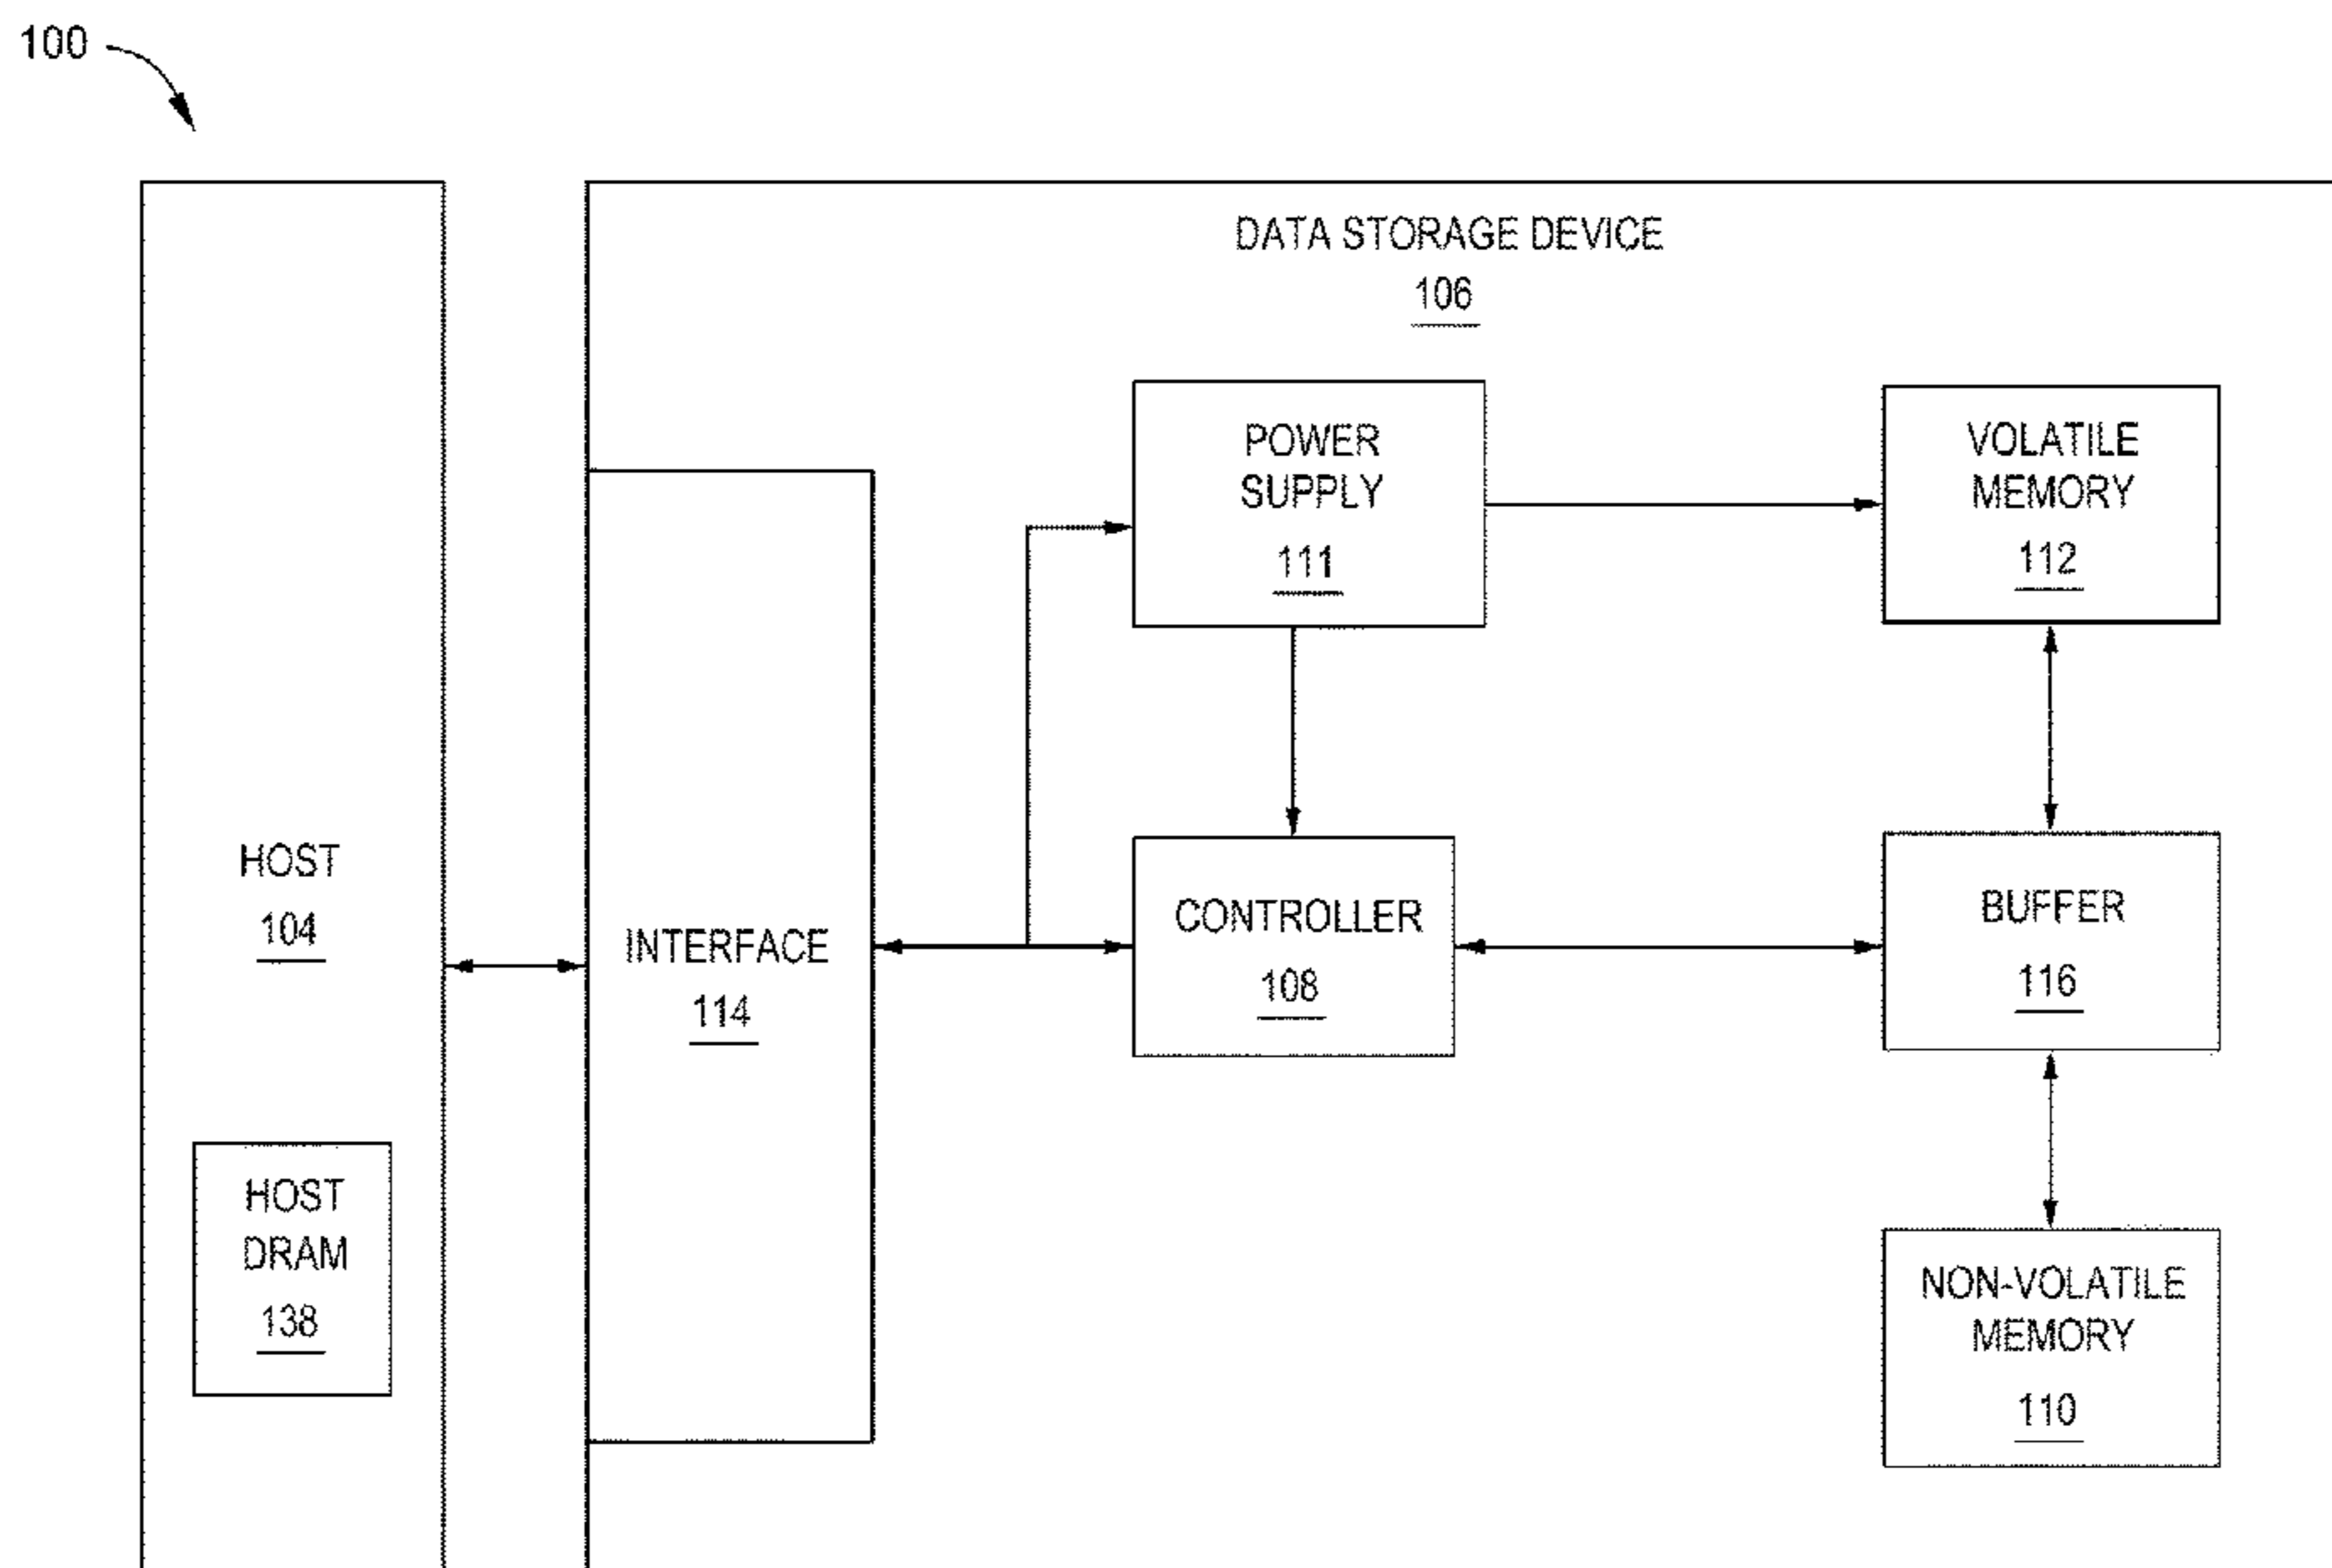 100
DATA STORAGE DEVICE
106
POWER
SUPPLY
111
VOLATILE
MEMORY
112
HOST
104
INTERFACE
114
CONTROLLER
108
BUFFER
116
HOST
DRAM
138
NON-VOLATILE
MEMORY
110